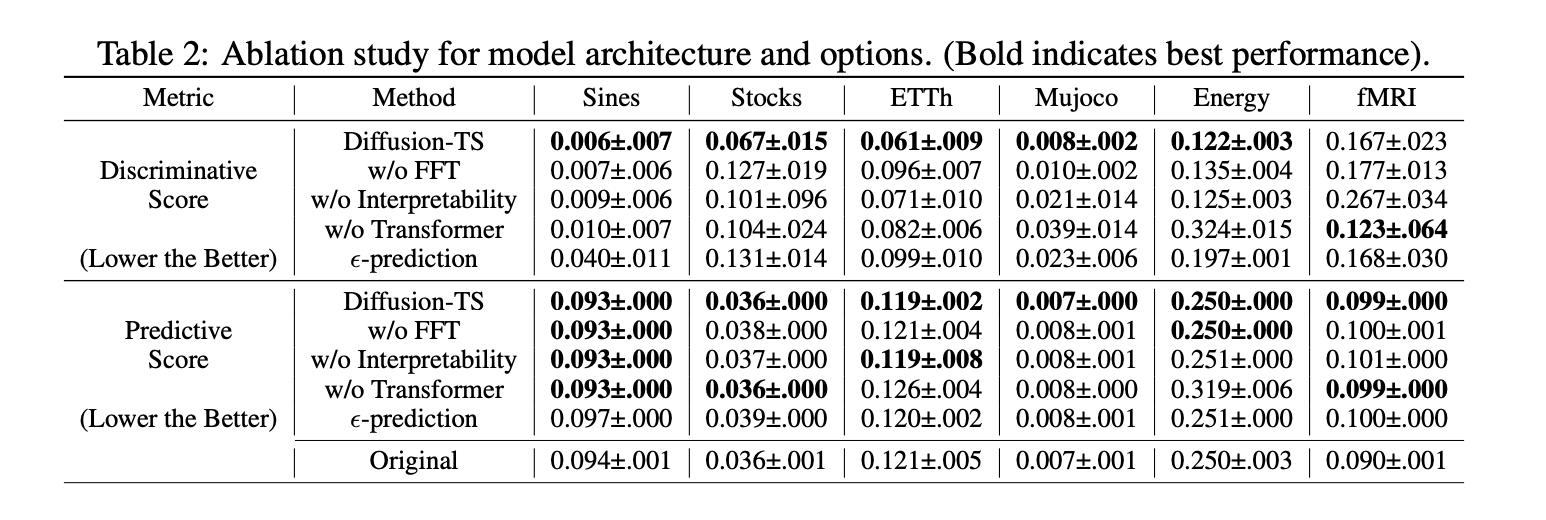 Table 2: Ablation study for model architecture and options. (Bold indicates best performance).
Metric Method Sines Stocks ETTh Mujoco Energy fMRI
Diffusion-TS 0.006±.007 0.067±.015 0.061±.009 0.008±.002 0.122±.003 0.167±.023
Discriminative w/o FFT 0.007±.006 0.127±.019 0.096±.007 0.010±.002 0.135±.004 0.177±.013
Score w/o Interpretability 0.009±.006 0.101±.096 0.071±.010 0.021±.014 0.125±.003 0.267±.034
w/o Transformer 0.010±.007 0.104±.024 0.082±.006 0.039±.014 0.324±.015 0.123±.064
(Lower the Better) ϵ-prediction 0.040±.011 0.131±.014 0.099±.010 0.023±.006 0.197±.001 0.168±.030
Diffusion-TS 0.093±.000 0.036±.000 0.119±.002 0.007±.000 0.250±.000 0.099±.000
Predictive w/o FFT 0.093±.000 0.038±.000 0.121±.004 0.008±.001 0.250±.000 0.100±.001
Score w/o Interpretability 0.093±.000 0.037±.000 0.119±.008 0.008±.001 0.251±.000 0.101±.000
w/o Transformer 0.093±.000 0.036±.000 0.126±.004 0.008±.000 0.319±.006 0.099±.000
(Lower the Better) ϵ-prediction 0.097±.000 0.039±.000 0.120±.002 0.008±.001 0.251±.000 0.100±.000
Original 0.094±.001 0.036±.001 0.121±.005 0.007±.001 0.250±.003 0.090±.001